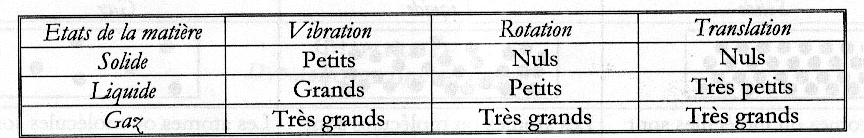 Etats de la matière Vibration Rotation Translation
Solide Petits Nuls Nuls
Liquide Grands Petits Très petits
Gaz Très grands Très grands Très grands